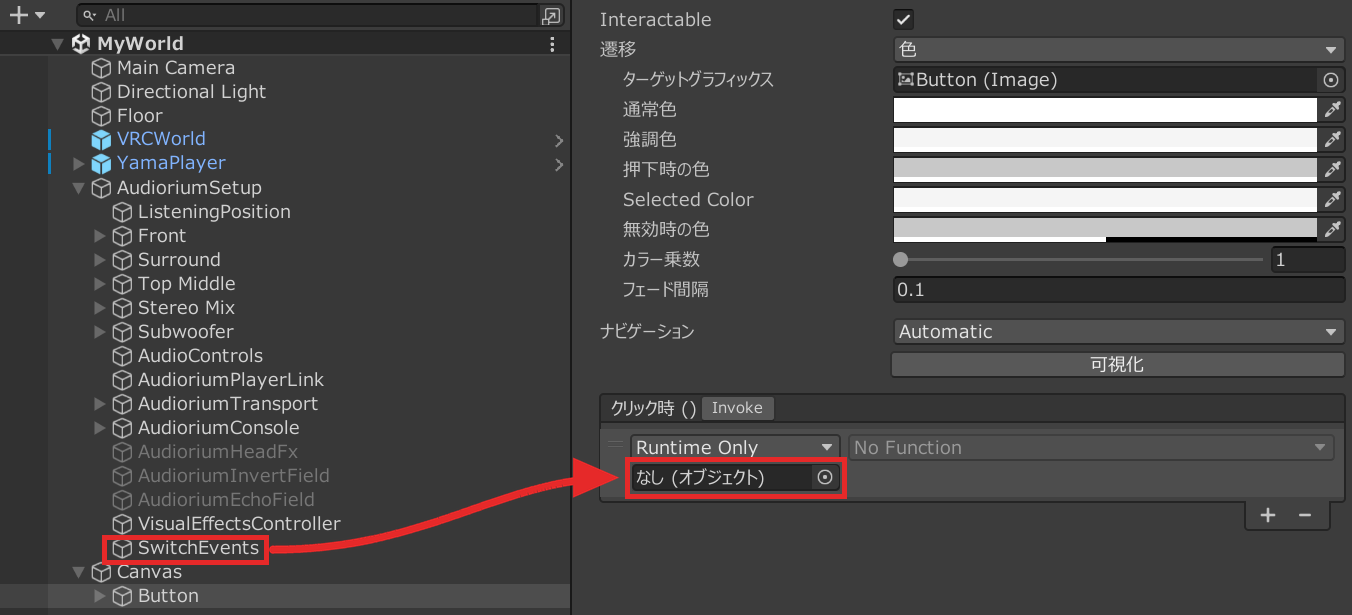 All
MyWorld
Main Camera
Directional Light
Floor
VRCWorld
YamaPlayer
AudioriumSetup
ListeningPosition
Front
Surround
Top Middle
Stereo Mix
Subwoofer
AudioControls
AudioriumPlayerLink
AudioriumTransport
AudioriumConsole
AudioriumHeadFx
AudioriumInvertField
AudioriumEchoField
VisualEffectsController
SwitchEvents
Canvas
Button
Interactable
遷移 色
ターゲットグラフィックス Button (Image)
通常色
強調色
押下時の色
Selected Color
無効時の色
カラー乗数 1
フェード間隔 0.1
ナビゲーション Automatic
可視化
クリック時 () Invoke
Runtime Only No Function
なし (オブジェクト)